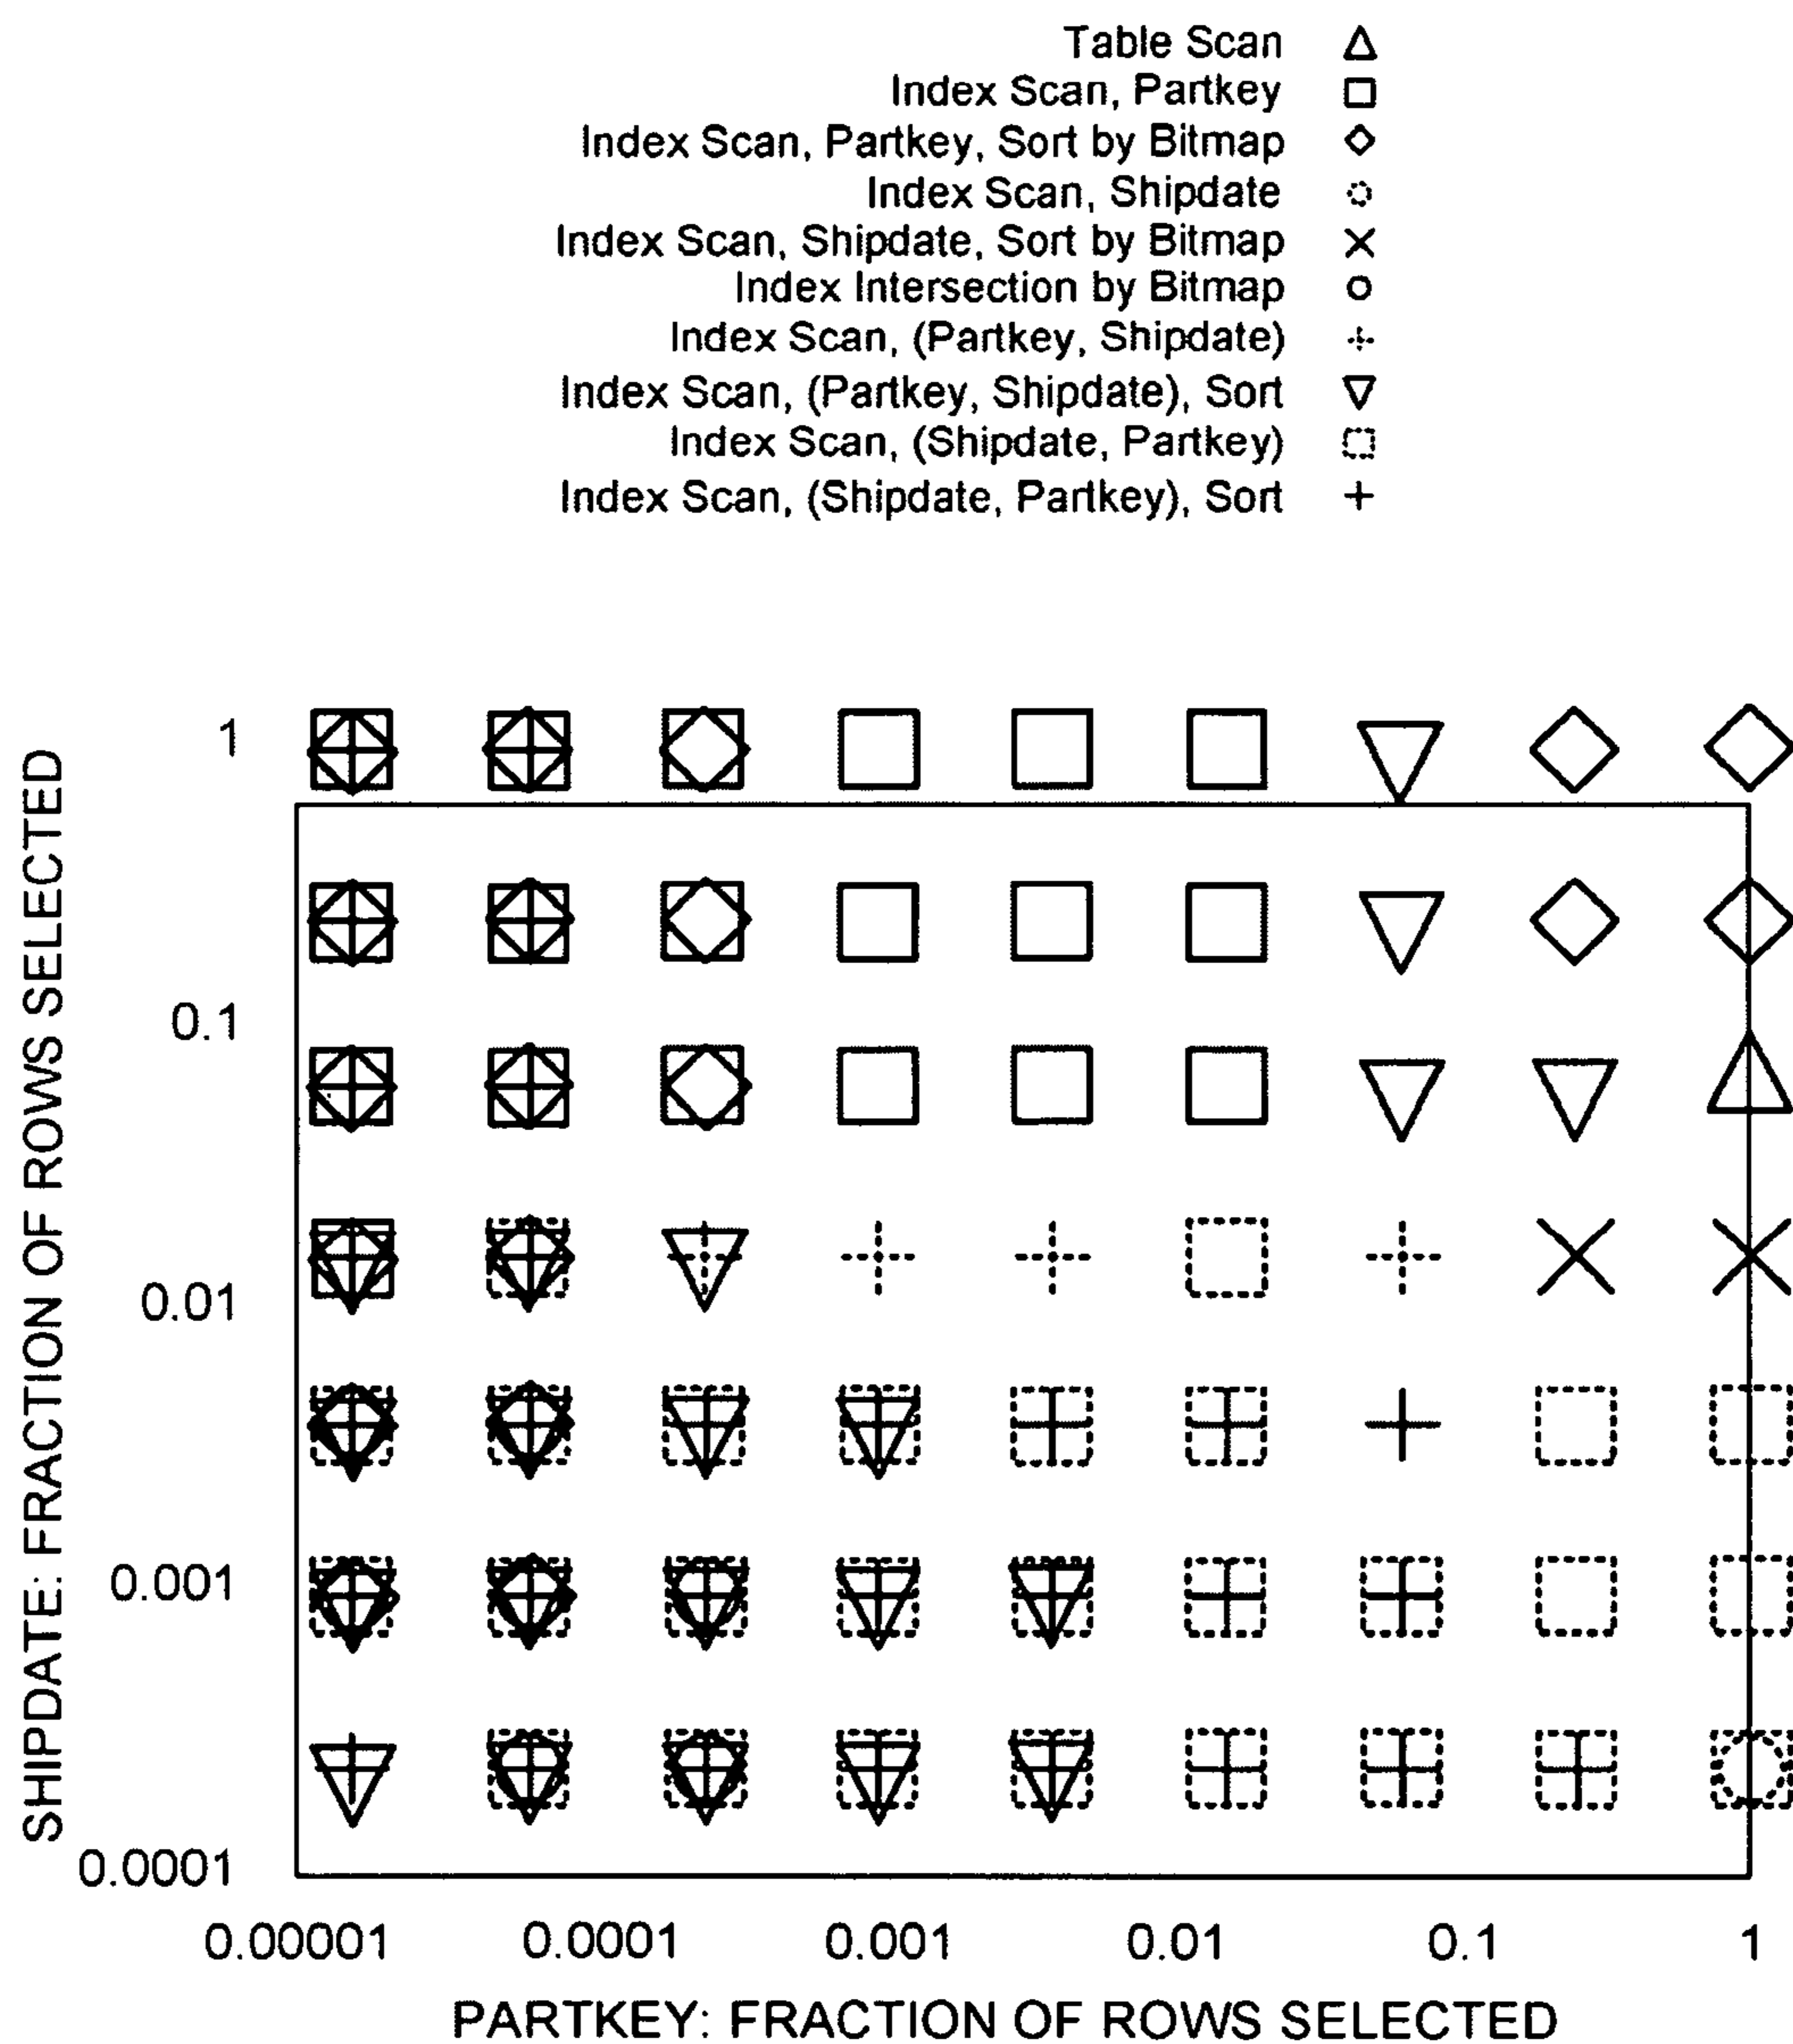 Table Scan
Index Scan, Partkey
Index Scan, Partkey, Sort by Bitmap
Index Scan, Shipdate
Index Scan, Shipdate, Sort by Bitmap
Index Intersection by Bitmap
Index Scan, (Partkey, Shipdate)
Index Scan, (Partkey, Shipdate), Sort
Index Scan, (Shipdate, Partkey)
Index Scan, (Shipdate, Partkey), Sort
SHIPDATE: FRACTION OF ROWS SELECTED
1
0.1
0.01
0.001
0.0001
0.00001 0.0001 0.001 0.01 0.1 1
PARTKEY: FRACTION OF ROWS SELECTED